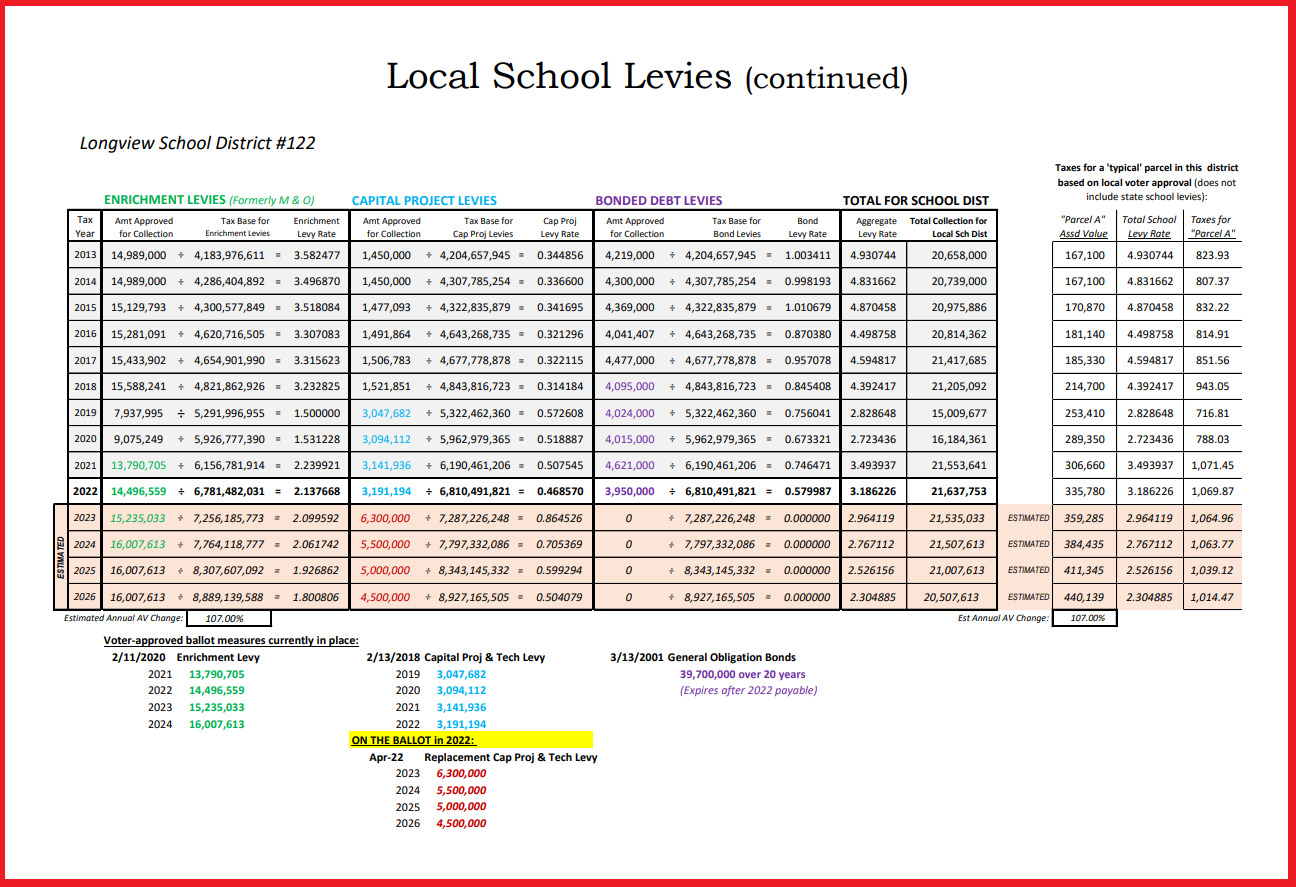 Local School Levies (continued)
Longview School District #122
Taxes for a 'typical' parcel in this district
based on local voter approval (does not
include state school levies):
ENRICHMENT LEVIES (Formerly M & O) CAPITAL PROJECT LEVIES BONDED DEBT LEVIES TOTAL FOR SCHOOL DIST
Tax Amt Approved Tax Base for Enrichment Amt Approved Tax Base for Cap Proj Amt Approved Tax Base for Bond Aggregate Total Collection for "Parcel A" Total School Taxes for
Year for Collection Enrichment Levies Levy Rate for Collection Cap Proj Levies Levy Rate for Collection Bond Levies Levy Rate Levy Rate Local Sch Dist Assd Value Levy Rate "Parcel A"
2013 14,989,000 ÷ 4,183,976,611 = 3.582477 1,450,000 ÷ 4,204,657,945 = 0.344856 4,219,000 ÷ 4,204,657,945 = 1.003411 4.930744 20,658,000 167,100 4.930744 823.93
2014 14,989,000 ÷ 4,286,404,892 = 3.496870 1,450,000 ÷ 4,307,785,254 = 0.336600 4,300,000 ÷ 4,307,785,254 = 0.998193 4.831662 20,739,000 167,100 4.831662 807.37
2015 15,129,793 ÷ 4,300,577,849 = 3.518084 1,477,093 ÷ 4,322,835,879 = 0.341695 4,369,000 ÷ 4,322,835,879 = 1.010679 4.870458 20,975,886 170,870 4.870458 832.22
2016 15,281,091 ÷ 4,620,716,505 = 3.307083 1,491,864 ÷ 4,643,268,735 = 0.321296 4,041,407 ÷ 4,643,268,735 = 0.870380 4.498758 20,814,362 181,140 4.498758 814.91
2017 15,433,902 ÷ 4,654,901,990 = 3.315623 1,506,783 ÷ 4,677,778,878 = 0.322115 4,477,000 ÷ 4,677,778,878 = 0.957078 4.594817 21,417,685 185,330 4.594817 851.56
2018 15,588,241 ÷ 4,821,862,926 = 3.232825 1,521,851 ÷ 4,843,816,723 = 0.314184 4,095,000 ÷ 4,843,816,723 = 0.845408 4.392417 21,205,092 214,700 4.392417 943.05
2019 7,937,995 ÷ 5,291,996,955 = 1.500000 3,047,682 ÷ 5,322,462,360 = 0.572608 4,024,000 ÷ 5,322,462,360 = 0.756041 2.828648 15,009,677 253,410 2.828648 716.81
2020 9,075,249 ÷ 5,926,777,390 = 1.531228 3,094,112 ÷ 5,962,979,365 = 0.518887 4,015,000 ÷ 5,962,979,365 = 0.673321 2.723436 16,184,361 289,350 2.723436 788.03
2021 13,790,705 ÷ 6,156,781,914 = 2.239921 3,141,936 ÷ 6,190,461,206 = 0.507545 4,621,000 ÷ 6,190,461,206 = 0.746471 3.493937 21,553,641 306,660 3.493937 1,071.45
2022 14,496,559 ÷ 6,781,482,031 = 2.137668 3,191,194 ÷ 6,810,491,821 = 0.468570 3,950,000 ÷ 6,810,491,821 = 0.579987 3.186226 21,637,753 335,780 3.186226 1,069.87
ESTIMATED
2023 15,235,033 ÷ 7,256,185,773 = 2.099592 6,300,000 ÷ 7,287,226,248 = 0.864526 0 ÷ 7,287,226,248 = 0.000000 2.964119 21,535,033 ESTIMATED 359,285 2.964119 1,064.96
2024 16,007,613 ÷ 7,764,118,777 = 2.061742 5,500,000 ÷ 7,797,332,086 = 0.705369 0 ÷ 7,797,332,086 = 0.000000 2.767112 21,507,613 ESTIMATED 384,435 2.767112 1,063.77
2025 16,007,613 ÷ 8,307,607,092 = 1.926862 5,000,000 ÷ 8,343,145,332 = 0.599294 0 ÷ 8,343,145,332 = 0.000000 2.526156 21,007,613 ESTIMATED 411,345 2.526156 1,039.12
2026 16,007,613 ÷ 8,889,139,588 = 1.800806 4,500,000 ÷ 8,927,165,505 = 0.504079 0 ÷ 8,927,165,505 = 0.000000 2.304885 20,507,613 ESTIMATED 440,139 2.304885 1,014.47
Estimated Annual AV Change: 107.00% Est Annual AV Change: 107.00%
Voter-approved ballot measures currently in place:
2/11/2020 Enrichment Levy 2/13/2018 Capital Proj & Tech Levy 3/13/2001 General Obligation Bonds
2021 13,790,705 2019 3,047,682 39,700,000 over 20 years
2022 14,496,559 2020 3,094,112 (Expires after 2022 payable)
2023 15,235,033 2021 3,141,936
2024 16,007,613 2022 3,191,194
ON THE BALLOT in 2022:
Apr-22 Replacement Cap Proj & Tech Levy
2023 6,300,000
2024 5,500,000
2025 5,000,000
2026 4,500,000